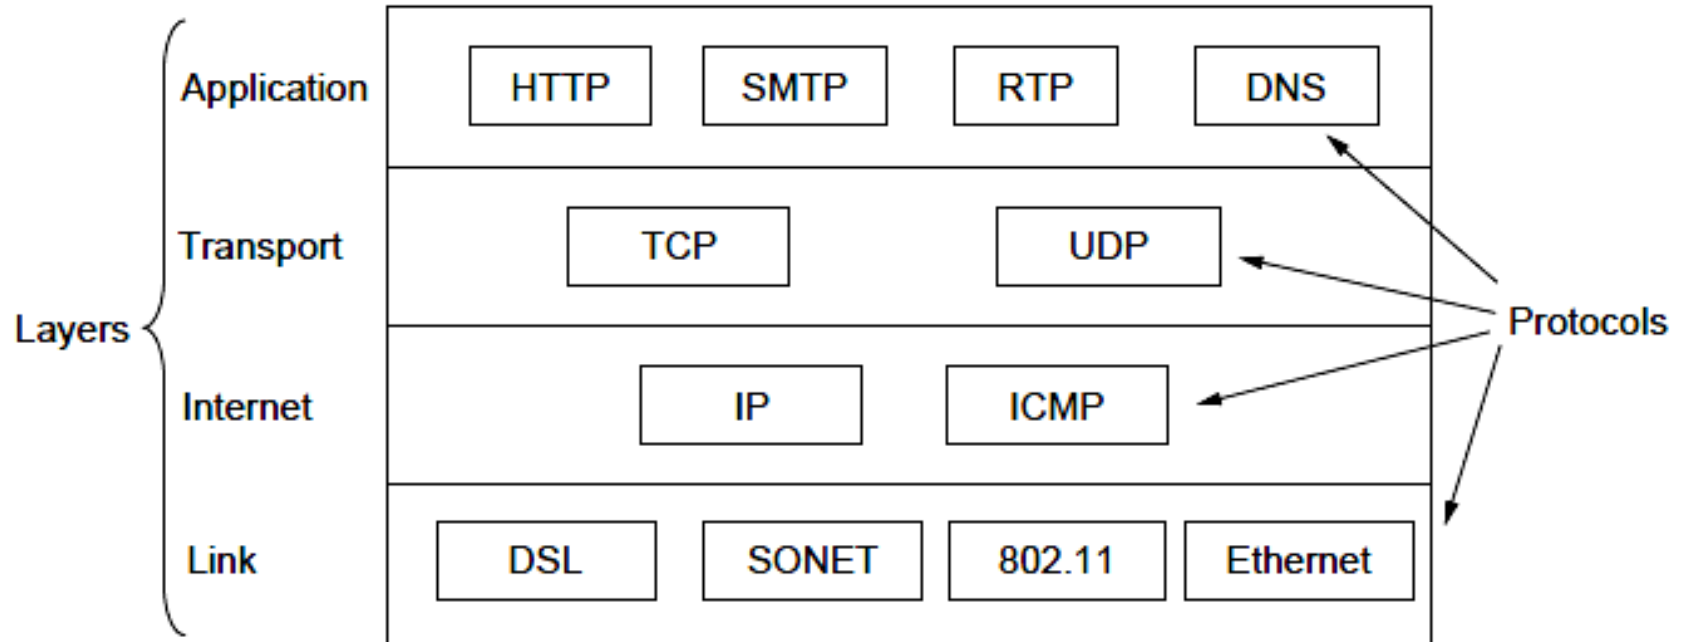 Application HTTP SMTP RTP DNS
Transport TCP UDP
Layers Protocols
Internet IP ICMP
Link DSL SONET 802.11 Ethernet